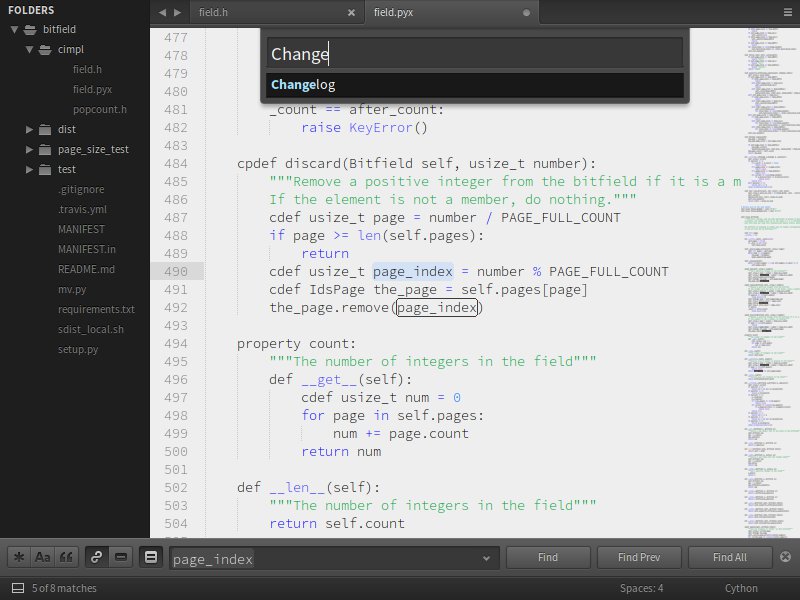 FOLDERS
bitfield
cimpl
field.h
field.pyx
popcount.h
dist
page_size_test
test
.gitignore
.travis.yml
MANIFEST
MANIFEST.in
README.md
mv.py
requirements.txt
sdist_local.sh
setup.py
field.h
field.pyx
Change
Changelog
477
478
479
480
481 _count == after_count:
482 raise KeyError()
483
484 cpdef discard(Bitfield self, usize_t number):
485 """Remove a positive integer from the bitfield if it is a m
486 If the element is not a member, do nothing."""
487 cdef usize_t page = number / PAGE_FULL_COUNT
488 if page >= len(self.pages):
489 return
490 cdef usize_t page_index = number % PAGE_FULL_COUNT
491 cdef IdsPage the_page = self.pages[page]
492 the_page.remove(page_index)
493
494 property count:
495 """The number of integers in the field"""
496 def __get__(self):
497 cdef usize_t num = 0
498 for page in self.pages:
499 num += page.count
500 return num
501
502 def __len__(self):
503 """The number of integers in the field"""
504 return self.count
Aa
page_index
Find
Find Prev
Find All
5 of 8 matches
Spaces: 4
Cython